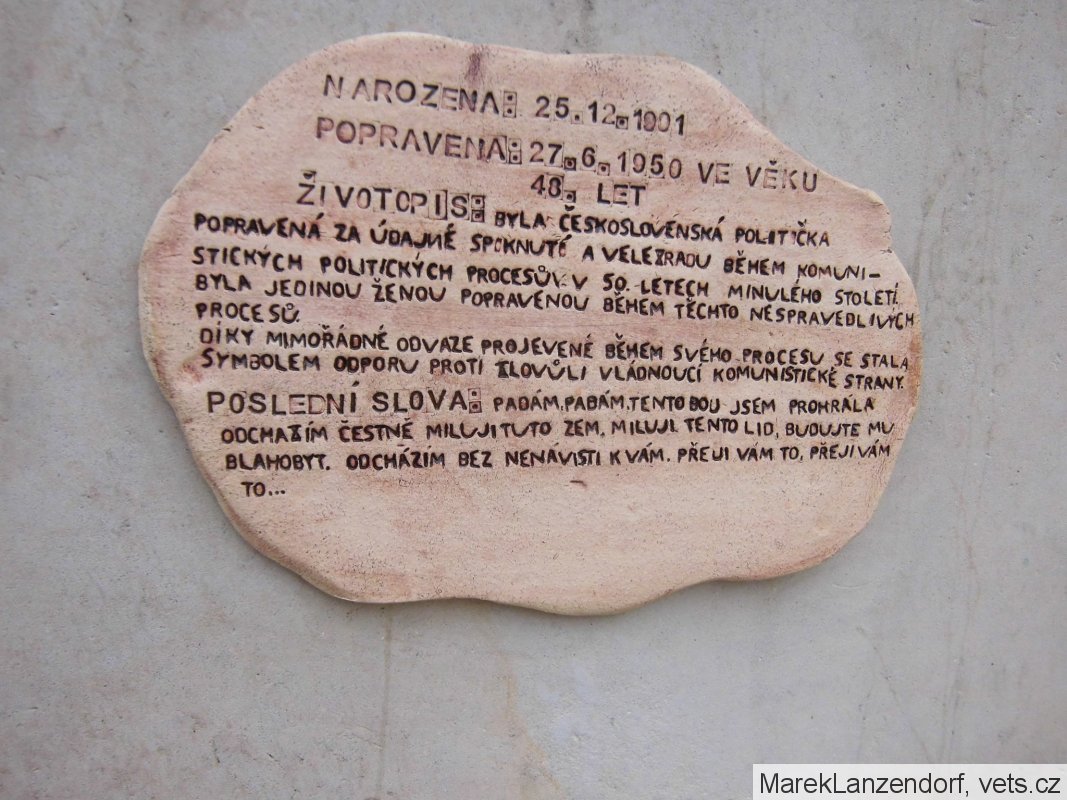 NAROZENA: 25.12.1901
POPRAVENA: 27.6.1950 VE VĚKU
48. LET
ŽIVOTOPIS: BYLA ČESKOSLOVENSKÁ POLITIČKA
POPRAVENÁ ZA ÚDAJNÉ SPIKNUTÍ A VELEZRADU BĚHEM KOMUNI-
STICKÝCH POLITICKÝCH PROCESŮ V 50. LETECH MINULÉHO STOLETÍ.
BYLA JEDINOU ŽENOU POPRAVENOU BĚHEM TĚCHTO NESPRAVEDLIVÝCH
PROCESŮ.
DÍKY MIMOŘÁDNÉ ODVAZE PROJEVENÉ BĚHEM SVÉHO PROCESU SE STALA
SYMBOLEM ODPORU PROTI ZLOVŮLI VLÁDNOUCÍ KOMUNISTICKÉ STRANY.
POSLEDNÍ SLOVA: PADÁM, PADÁM, TENTO BOJ JSEM PROHRÁLA
ODCHAZÍM ČESTNĚ MILUJI TUTO ZEM, MILUJI TENTO LID, BUDUJTE MU
BLAHOBYT. ODCHÁZÍM BEZ NENÁVISTI K VÁM. PŘEJI VÁM TO, PŘEJI VÁM
TO...
MarekLanzendorf, vets.cz